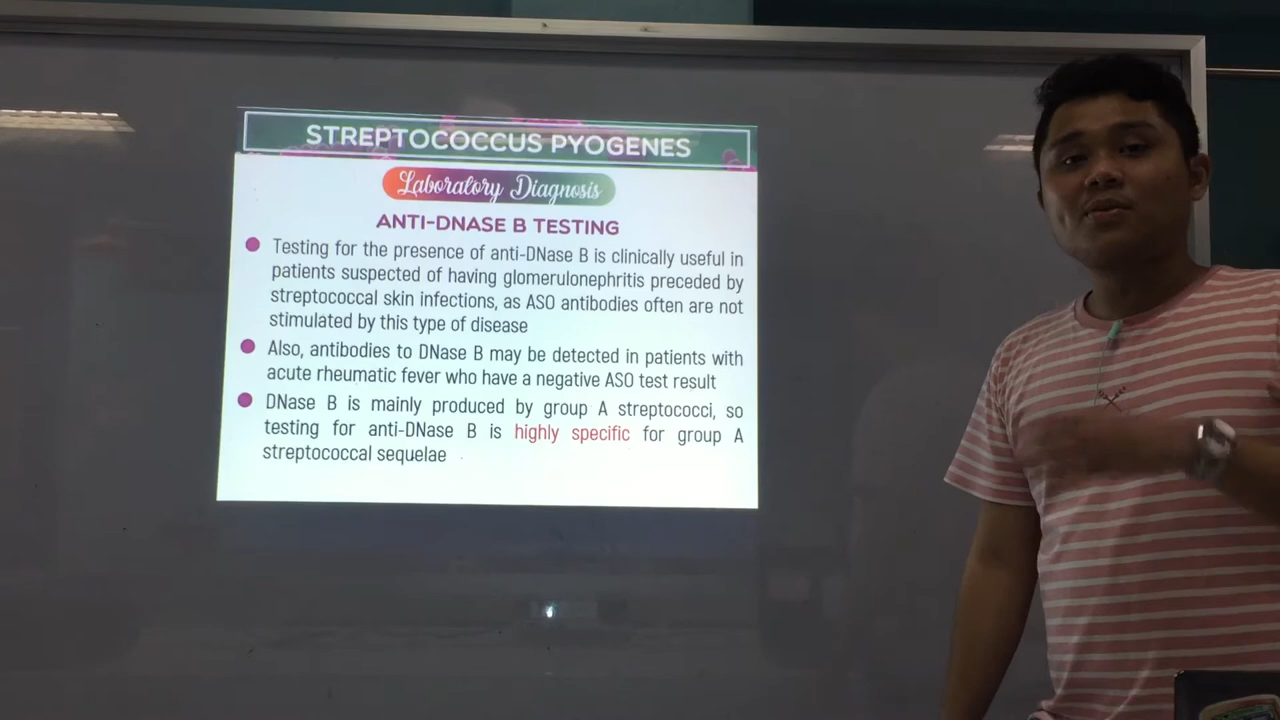 STREPTOCOCCUS PYOGENES
Laboratory Diagnosis
ANTI-DNASE B TESTING
Testing for the presence of anti-DNase B is clinically useful in
patients suspected of having glomerulonephritis preceded by
streptococcal skin infections, as ASO antibodies often are not
stimulated by this type of disease
Also, antibodies to DNase B may be detected in patients with
acute rheumatic fever who have a negative ASO test result
DNase B is mainly produced by group A streptococci, so
testing for anti-DNase B is highly specific for group A
streptococcal sequelae